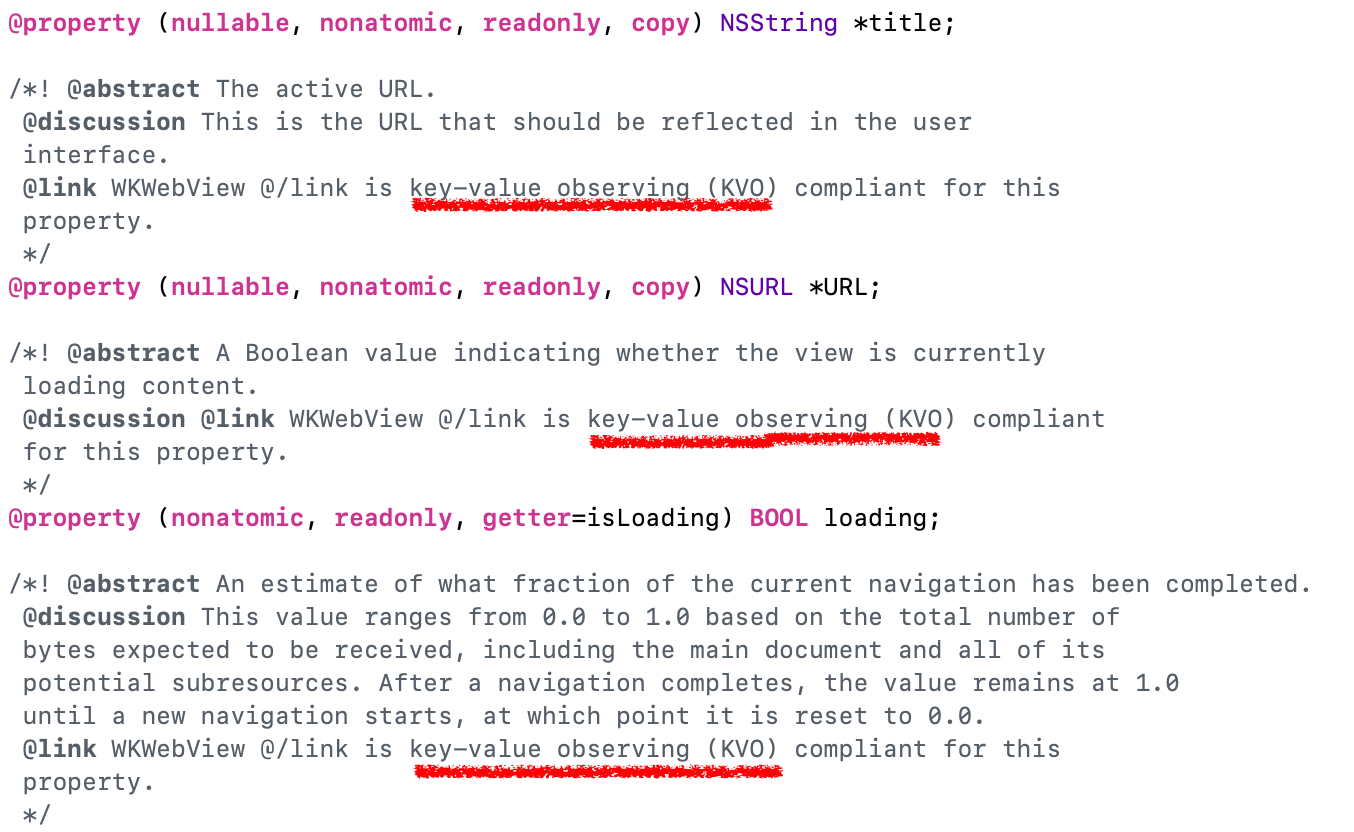 @property (nullable, nonatomic, readonly, copy) NSString *title;
/*! @abstract The active URL.
@discussion This is the URL that should be reflected in the user
interface.
@link WKWebView @/link is key-value observing (KVO) compliant for this
property.
*/
@property (nullable, nonatomic, readonly, copy) NSURL *URL;
/*! @abstract A Boolean value indicating whether the view is currently
loading content.
@discussion @link WKWebView @/link is key-value observing (KVO) compliant
for this property.
*/
@property (nonatomic, readonly, getter=isLoading) BOOL loading;
/*! @abstract An estimate of what fraction of the current navigation has been completed.
@discussion This value ranges from 0.0 to 1.0 based on the total number of
bytes expected to be received, including the main document and all of its
potential subresources. After a navigation completes, the value remains at 1.0
until a new navigation starts, at which point it is reset to 0.0.
@link WKWebView @/link is key-value observing (KVO) compliant for this
property.
*/